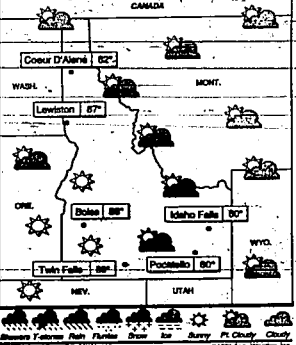 CANADA
Coeur D'Alene 82°
WASH.
MONT.
Lewiston 87°
ORE.
Boise 88°
Idaho Falls 80°
WYO.
Twin Falls
Pocatello 80°
NEV.
UTAH
Showers T-storms Rain Flurries Snow Ice Sunny Pt. Cloudy Cloudy